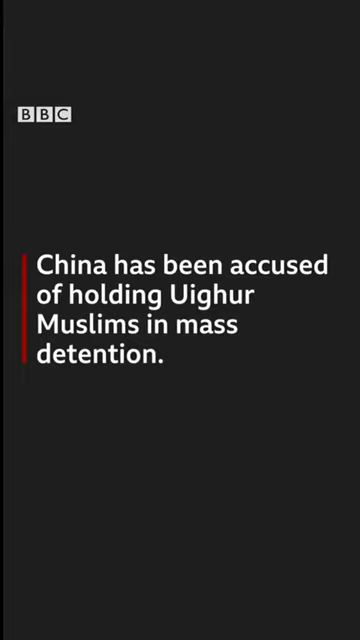 BBC
China has been accused
of holding Uighur
Muslims in mass
detention.